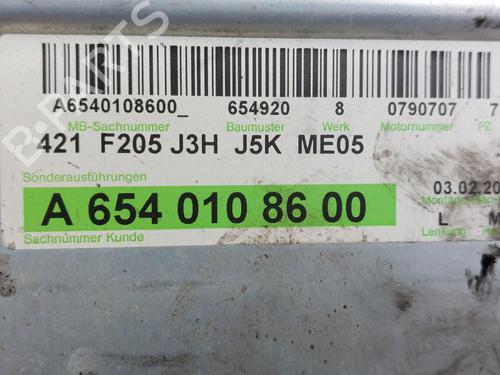 A6540108600_ 654920 8 0790707 7
MB-Sachnummer Baumuster Werk Motornummer PZ
421 F205 J3H J5K ME05
Sonderausführungen
A 654 010 86 00
03.02.20
Sachnummer Kunde
L
Lenkung
B-PARTS